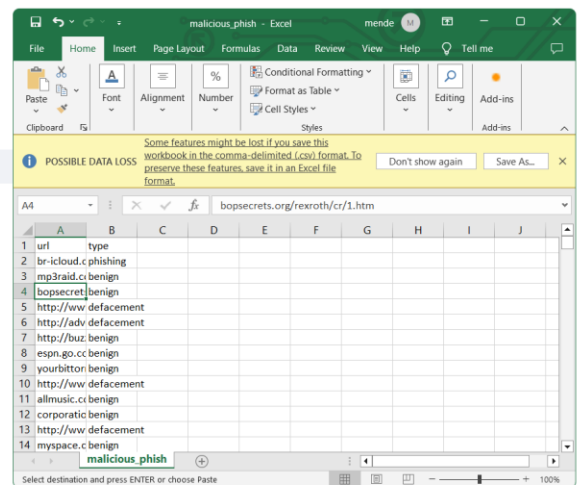 malicious_phish - Excel
mende M
File Home Insert Page Layout Formulas Data Review View Help Tell me
Paste
Font
Alignment
Number
Conditional Formatting
Format as Table
Cell Styles
Cells
Editing
Add-ins
Clipboard
Styles
Add-ins
POSSIBLE DATA LOSS
Some features might be lost if you save this
workbook in the comma-delimited (.csv) format. To
preserve these features, save it in an Excel file
format.
Don't show again
Save As...
A4 fx bopsecrets.org/rexroth/cr/1.htm
A B C D E F G H I J
1 url type
2 br-icloud.c phishing
3 mp3raid.co benign
4 bopsecrets benign
5 http://ww defacement
6 http://adv defacement
7 http://buz benign
8 espn.go.co benign
9 yourbittor benign
10 http://ww defacement
11 allmusic.co benign
12 corporatic benign
13 http://ww defacement
14 myspace.c benign
malicious_phish
Select destination and press ENTER or choose Paste
100%